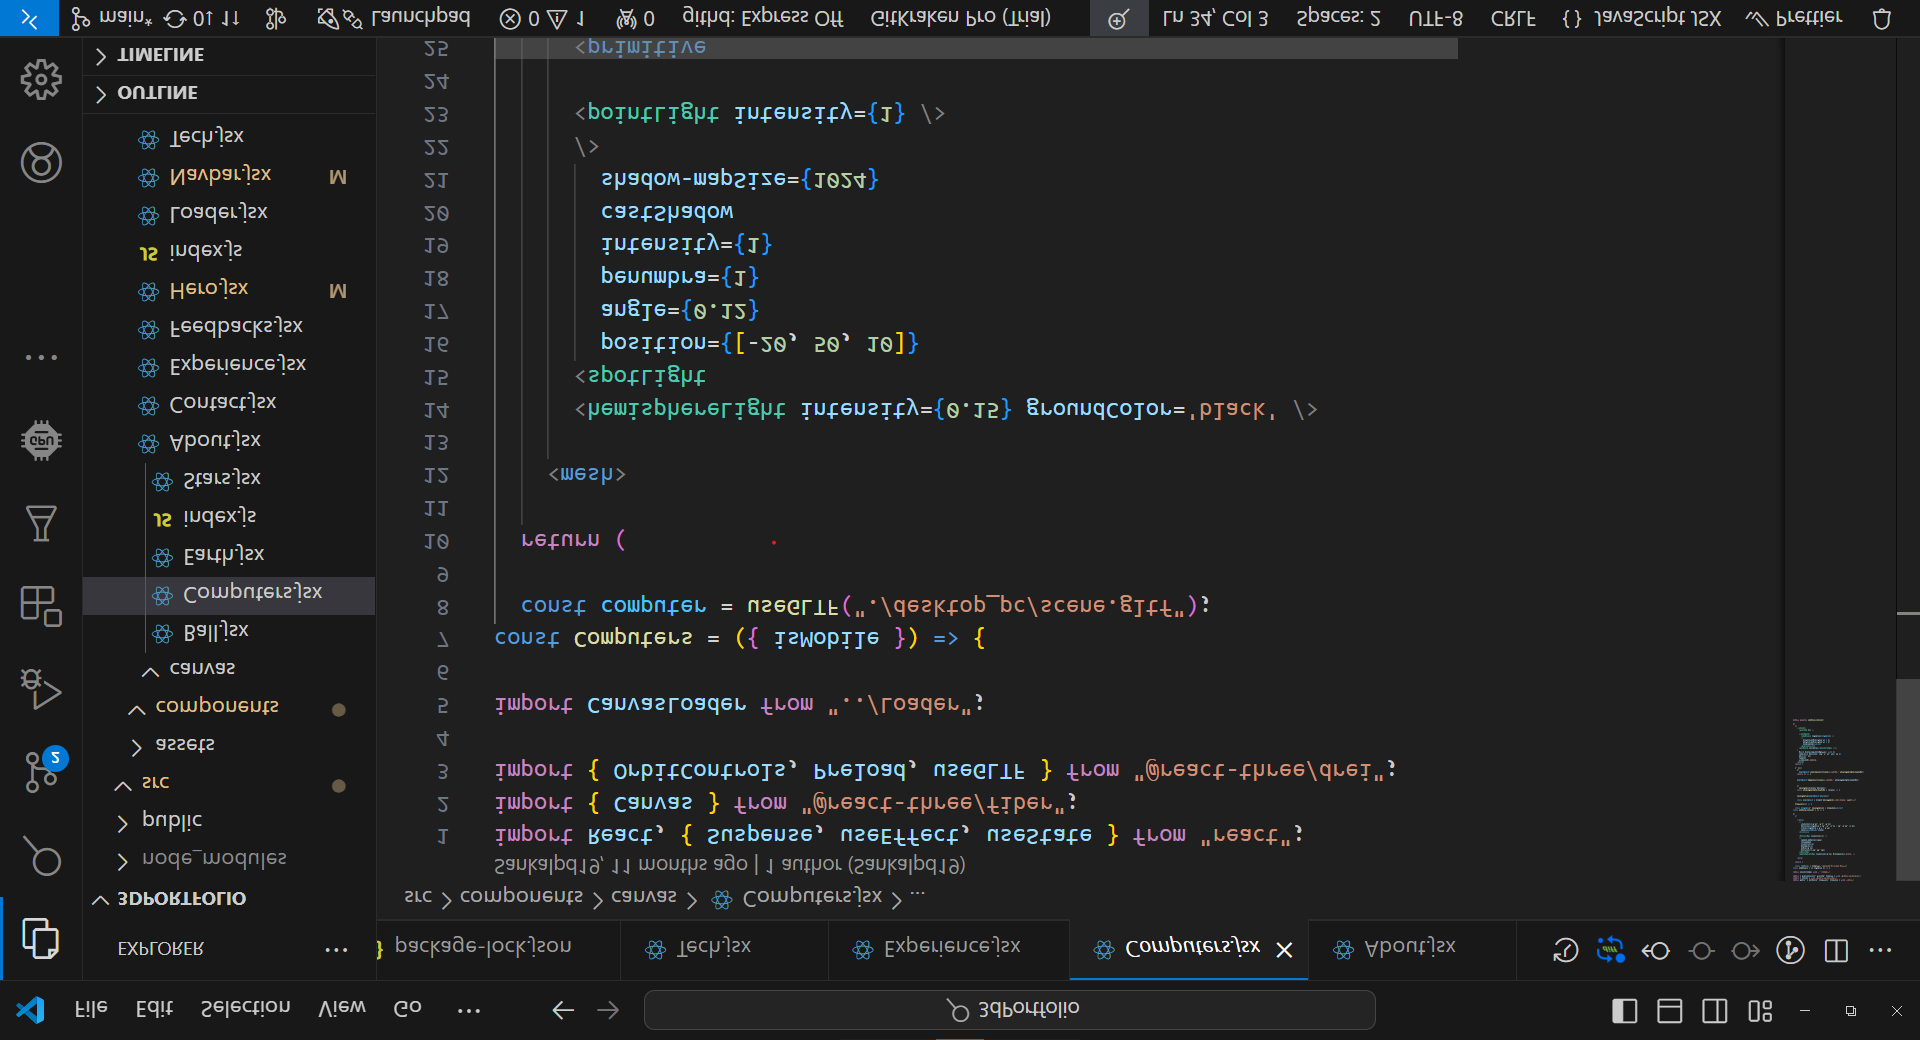 File Edit Selection View Go ...
3dPortfolio
EXPLORER ...
package-lock.json
Tech.jsx
Experience.jsx
Computers.jsx
About.jsx
3DPORTFOLIO
node_modules
public
src
assets
components
canvas
Ball.jsx
Computers.jsx
Earth.jsx
JS index.js
Stars.jsx
About.jsx
Contact.jsx
Experience.jsx
Feedbacks.jsx
Hero.jsx M
JS index.js
Loader.jsx
Navbar.jsx M
Tech.jsx
OUTLINE
TIMELINE
2
GPU
src > components > canvas > Computers.jsx > ...
Sankalpd19, 11 months ago | 1 author (Sankalpd19)
1 import React, { Suspense, useEffect, useState } from "react";
2 import { Canvas } from "@react-three/fiber";
3 import { OrbitControls, Preload, useGLTF } from "@react-three/drei";
4
5 import CanvasLoader from "../Loader";
6
7 const Computers = ({ isMobile }) => {
8 const computer = useGLTF("./desktop_pc/scene.gltf");
9
10 return (
11
12 <mesh>
13
14 <hemisphereLight intensity={0.15} groundColor='black' />
15 <spotLight
16 position={[-20, 50, 10]}
17 angle={0.12}
18 penumbra={1}
19 intensity={1}
20 castShadow
21 shadow-mapSize={1024}
22 />
23 <pointLight intensity={1} />
24
25 <primitive
main* 0↓ 1↑ Launchpad 0 1 0 githd: Express Off GitKraken Pro (Trial) Ln 34, Col 3 Spaces: 2 UTF-8 CRLF {} JavaScript JSX Prettier